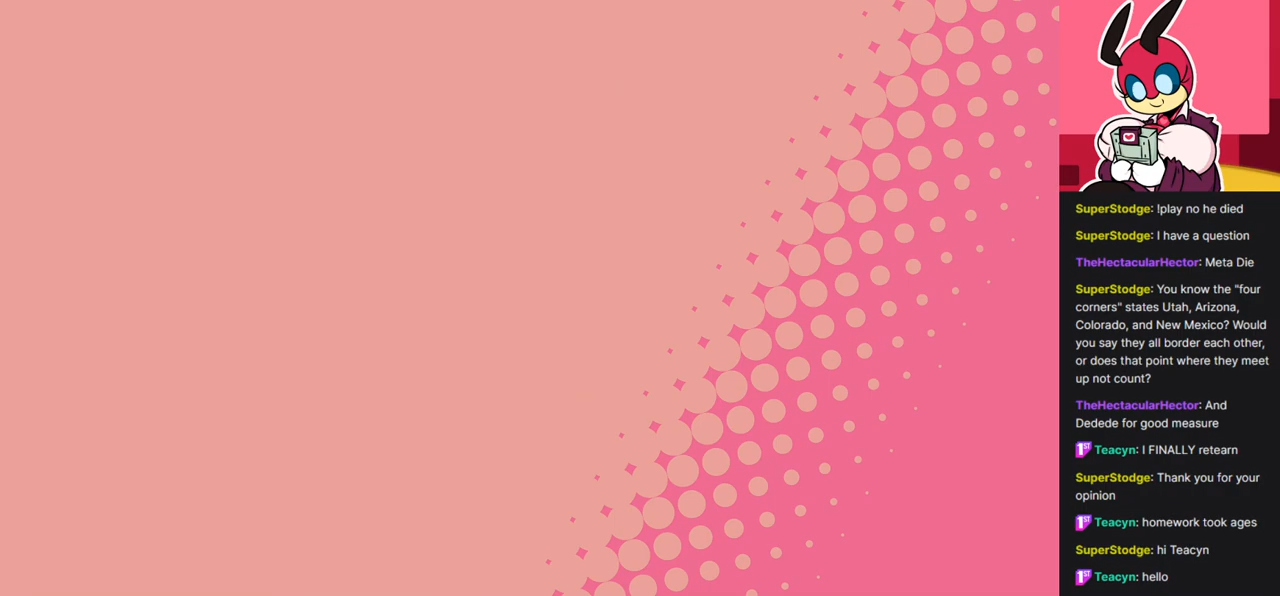 SuperStodge: !play no he died
SuperStodge: I have a question
TheHectacularHector: Meta Die
SuperStodge: You know the "four
corners" states Utah, Arizona,
Colorado, and New Mexico? Would
you say they all border each other,
or does that point where they meet
up not count?
TheHectacularHector: And
Dedede for good measure
1ST Teacyn: I FINALLY retearn
SuperStodge: Thank you for your
opinion
1ST Teacyn: homework took ages
SuperStodge: hi Teacyn
1ST Teacyn: hello